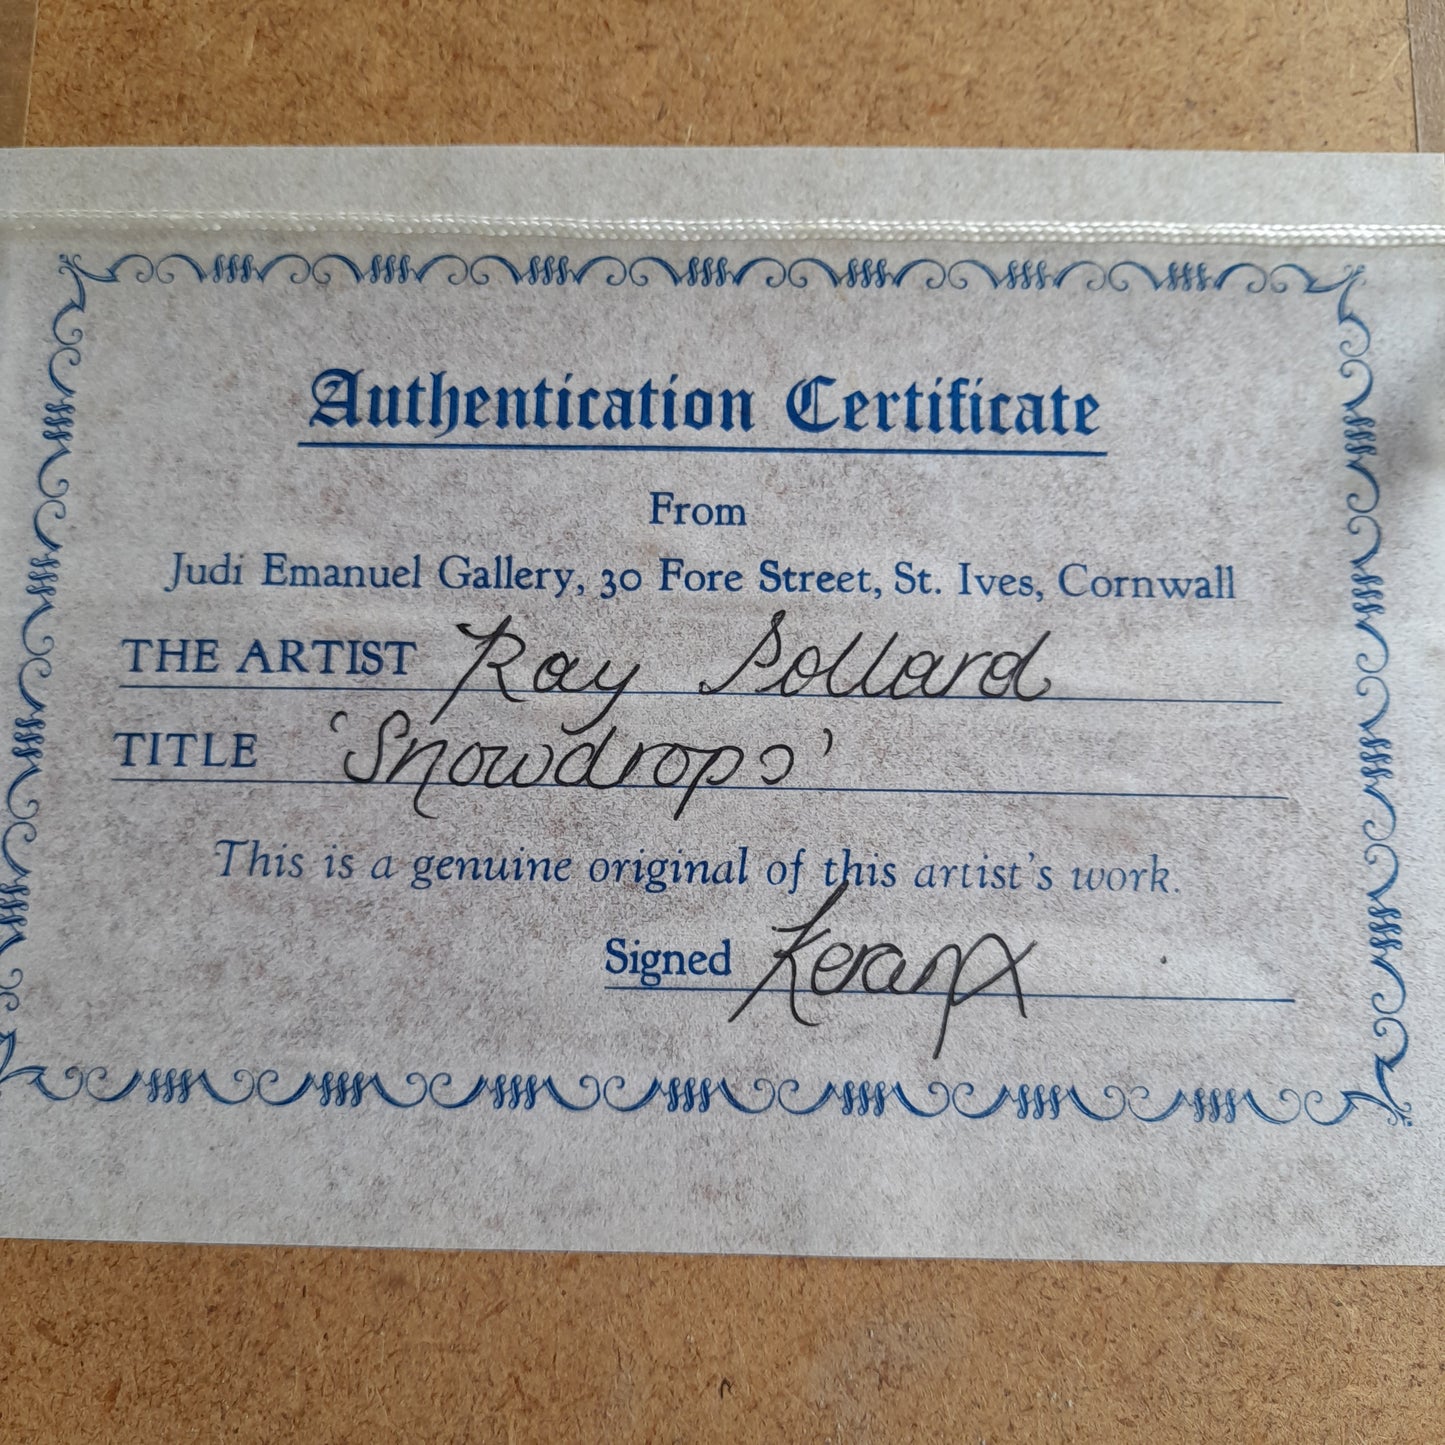 Authentication Certificate
From
Judi Emanuel Gallery, 30 Fore Street, St. Ives, Cornwall
THE ARTIST Ray Pollard
TITLE 'Snowdrops'
This is a genuine original of this artist's work.
Signed